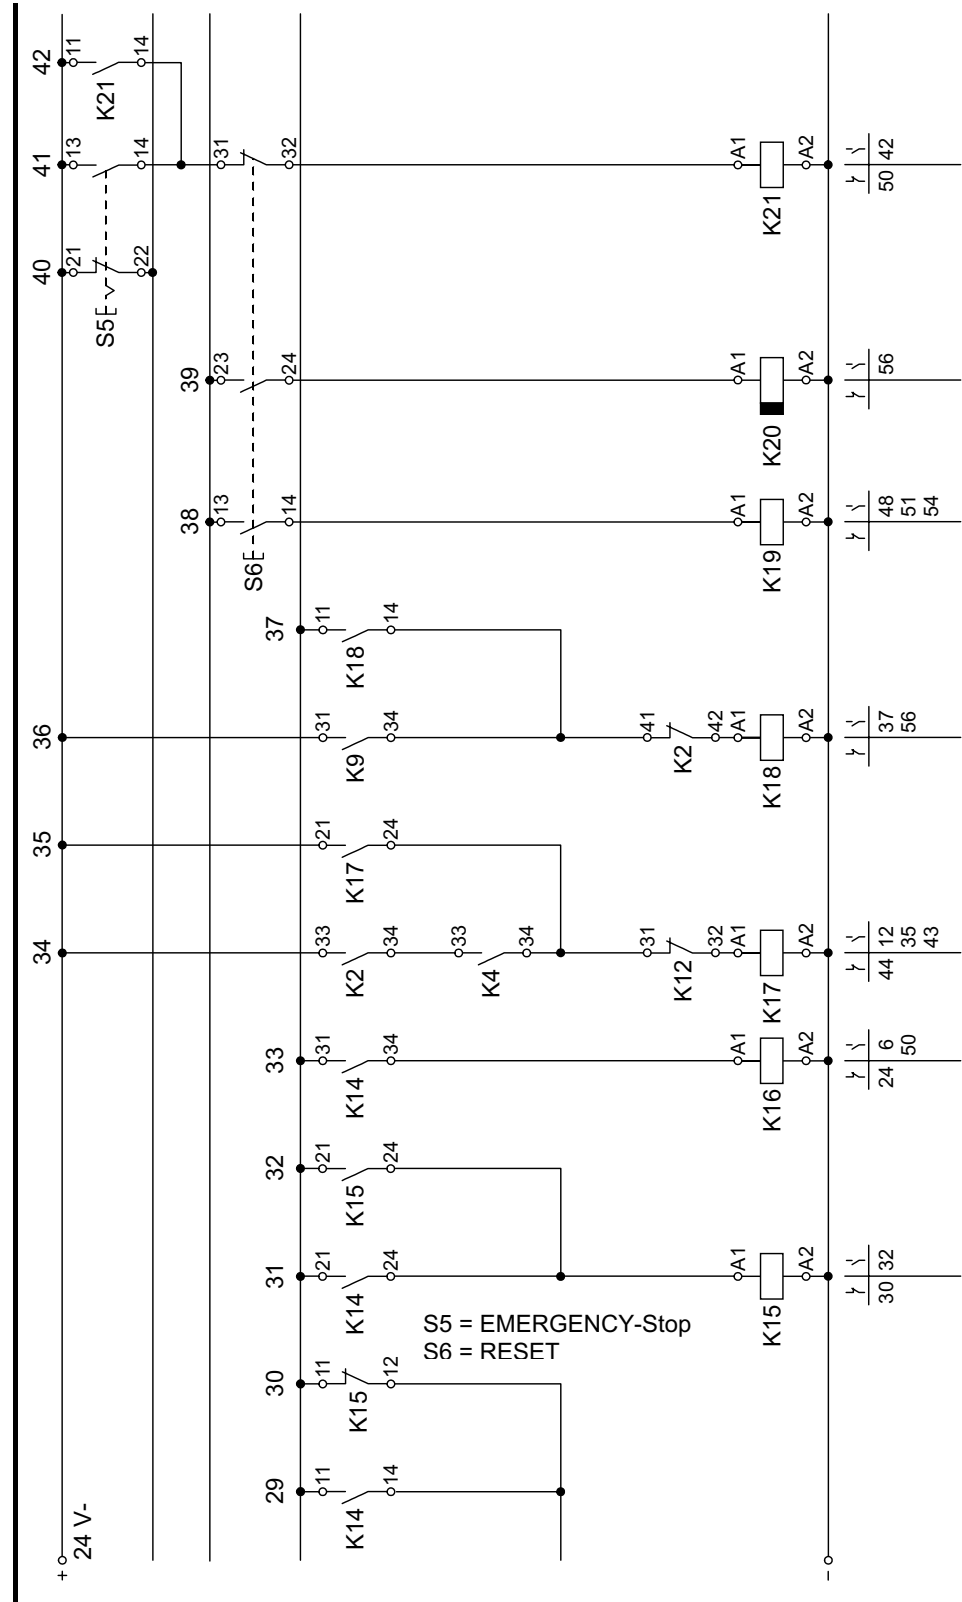 42
11
14
K21
41
13
14
31
32
A1
A2
K21
42
50
40
21
22
S5
39
23
24
A1
A2
K20
56
38
13
14
S6
A1
A2
K19
48
51
54
37
11
14
K18
36
31
34
K9
41
42
K2
A1
A2
K18
37
56
35
21
24
K17
34
33
34
K2
33
34
K4
31
32
K12
A1
A2
K17
12
35
43
44
33
31
34
K14
A1
A2
K16
6
50
24
32
21
24
K15
31
21
24
K14
A1
A2
K15
32
30
S5 = EMERGENCY-Stop
S6 = RESET
30
11
12
K15
29
11
14
K14
24 V-
+
-